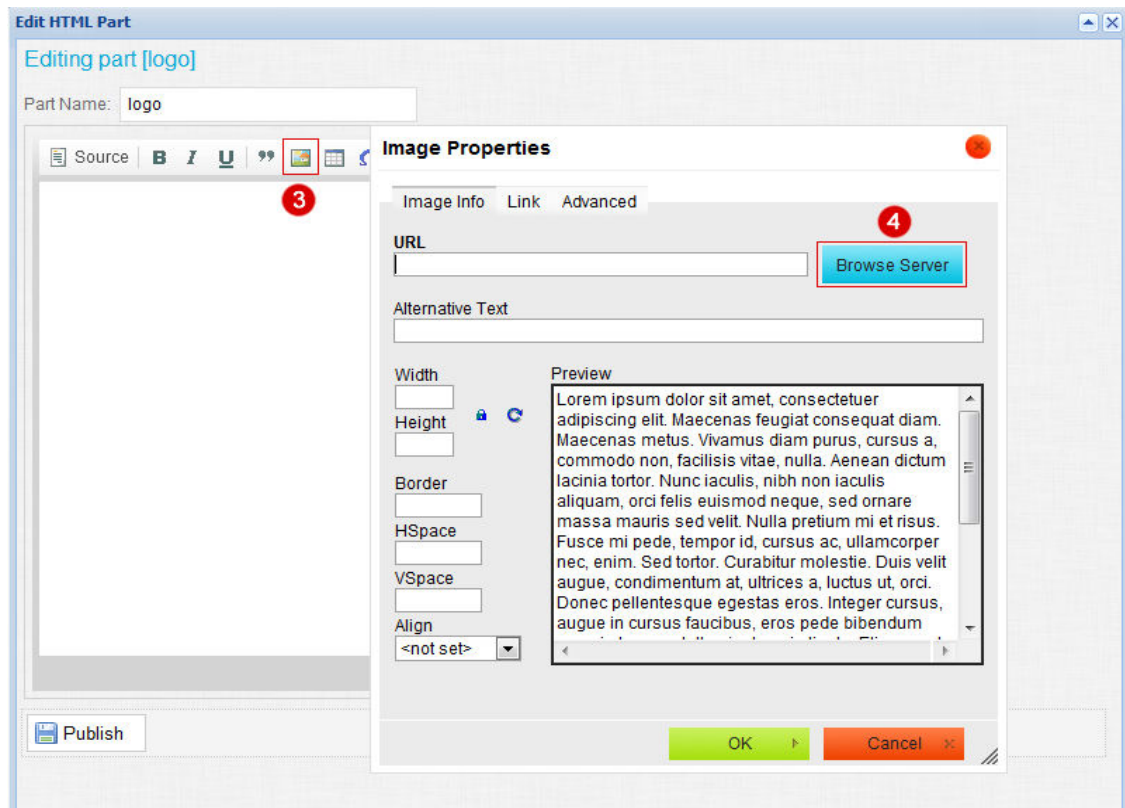 Edit HTML Part
Editing part [logo]
Part Name: logo
Source B I U
3
Image Properties
Image Info Link Advanced
4
URL
Browse Server
Alternative Text
Width
Height
Border
HSpace
VSpace
Align
<not set>
Preview
Lorem ipsum dolor sit amet, consectetuer
adipiscing elit. Maecenas feugiat consequat diam.
Maecenas metus. Vivamus diam purus, cursus a,
commodo non, facilisis vitae, nulla. Aenean dictum
lacinia tortor. Nunc iaculis, nibh non iaculis
aliquam, orci felis euismod neque, sed ornare
massa mauris sed velit. Nulla pretium mi et risus.
Fusce mi pede, tempor id, cursus ac, ullamcorper
nec, enim. Sed tortor. Curabitur molestie. Duis velit
augue, condimentum at, ultrices a, luctus ut, orci.
Donec pellentesque egestas eros. Integer cursus,
augue in cursus faucibus, eros pede bibendum
OK
Cancel
Publish